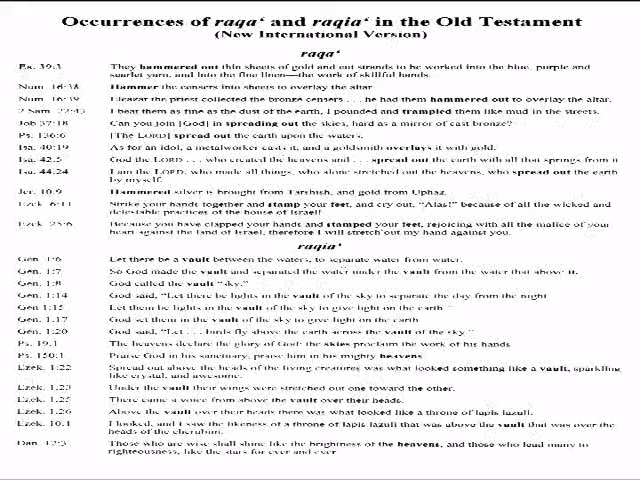 Occurrences of raqa‘ and raqia‘ in the Old Testament
(New International Version)
raqa‘
Ex. 39:3 They hammered out thin sheets of gold and cut strands to be worked into the blue, purple and
scarlet yarn, and into the fine linen—the work of skillful hands.
Num. 16:38 Hammer the censers into sheets to overlay the altar.
Num. 16:39 Eleazar the priest collected the bronze censers . . . he had them hammered out to overlay the altar.
2 Sam. 22:43 I beat them as fine as the dust of the earth, I pounded and trampled them like mud in the streets.
Job 37:18 Can you join [God] in spreading out the skies, hard as a mirror of cast bronze?
Ps. 136:6 [The LORD] spread out the earth upon the waters.
Isa. 40:19 As for an idol, a metalworker casts it, and a goldsmith overlays it with gold.
Isa. 42:5 God the LORD . . . who created the heavens and . . . spread out the earth with all that springs from it
Isa. 44:24 I am the LORD, who made all things, who alone stretched out the heavens, who spread out the earth
by myself.
Jer. 10:9 Hammered silver is brought from Tarshish, and gold from Uphaz.
Ezek. 6:11 Strike your hands together and stamp your feet, and cry out, “Alas!” because of all the wicked and
detestable practices of the house of Israel!
Ezek. 25:6 Because you have clapped your hands and stamped your feet, rejoicing with all the malice of your
heart against the land of Israel, therefore I will stretch out my hand against you.
raqia‘
Gen. 1:6 Let there be a vault between the waters, to separate water from water.
Gen. 1:7 So God made the vault and separated the water under the vault from the water that above it.
Gen. 1:8 God called the vault “sky.”
Gen. 1:14 God said, “Let there be lights in the vault of the sky to separate the day from the night
Gen 1:15 Let them be lights in the vault of the sky to give light on the earth.”
Gen. 1:17 God set them in the vault of the sky to give light on the earth
Gen. 1:20 God said, “Let . . . birds fly above the earth across the vault of the sky.”
Ps. 19:1 The heavens declare the glory of God; the skies proclaim the work of his hands.
Ps. 150:1 Praise God in his sanctuary, praise him in his mighty heavens.
Ezek. 1:22 Spread out above the heads of the living creatures was what looked something like a vault, sparkling
like crystal, and awesome.
Ezek. 1:23 Under the vault their wings were stretched out one toward the other.
Ezek. 1:25 There came a voice from above the vault over their heads.
Ezek. 1:26 Above the vault over their heads there was what looked like a throne of lapis lazuli.
Ezek. 10:1 I looked, and I saw the likeness of a throne of lapis lazuli that was above the vault that was over the
heads of the cherubim.
Dan. 12:3 Those who are wise shall shine like the brightness of the heavens, and those who lead many to
righteousness, like the stars for ever and ever